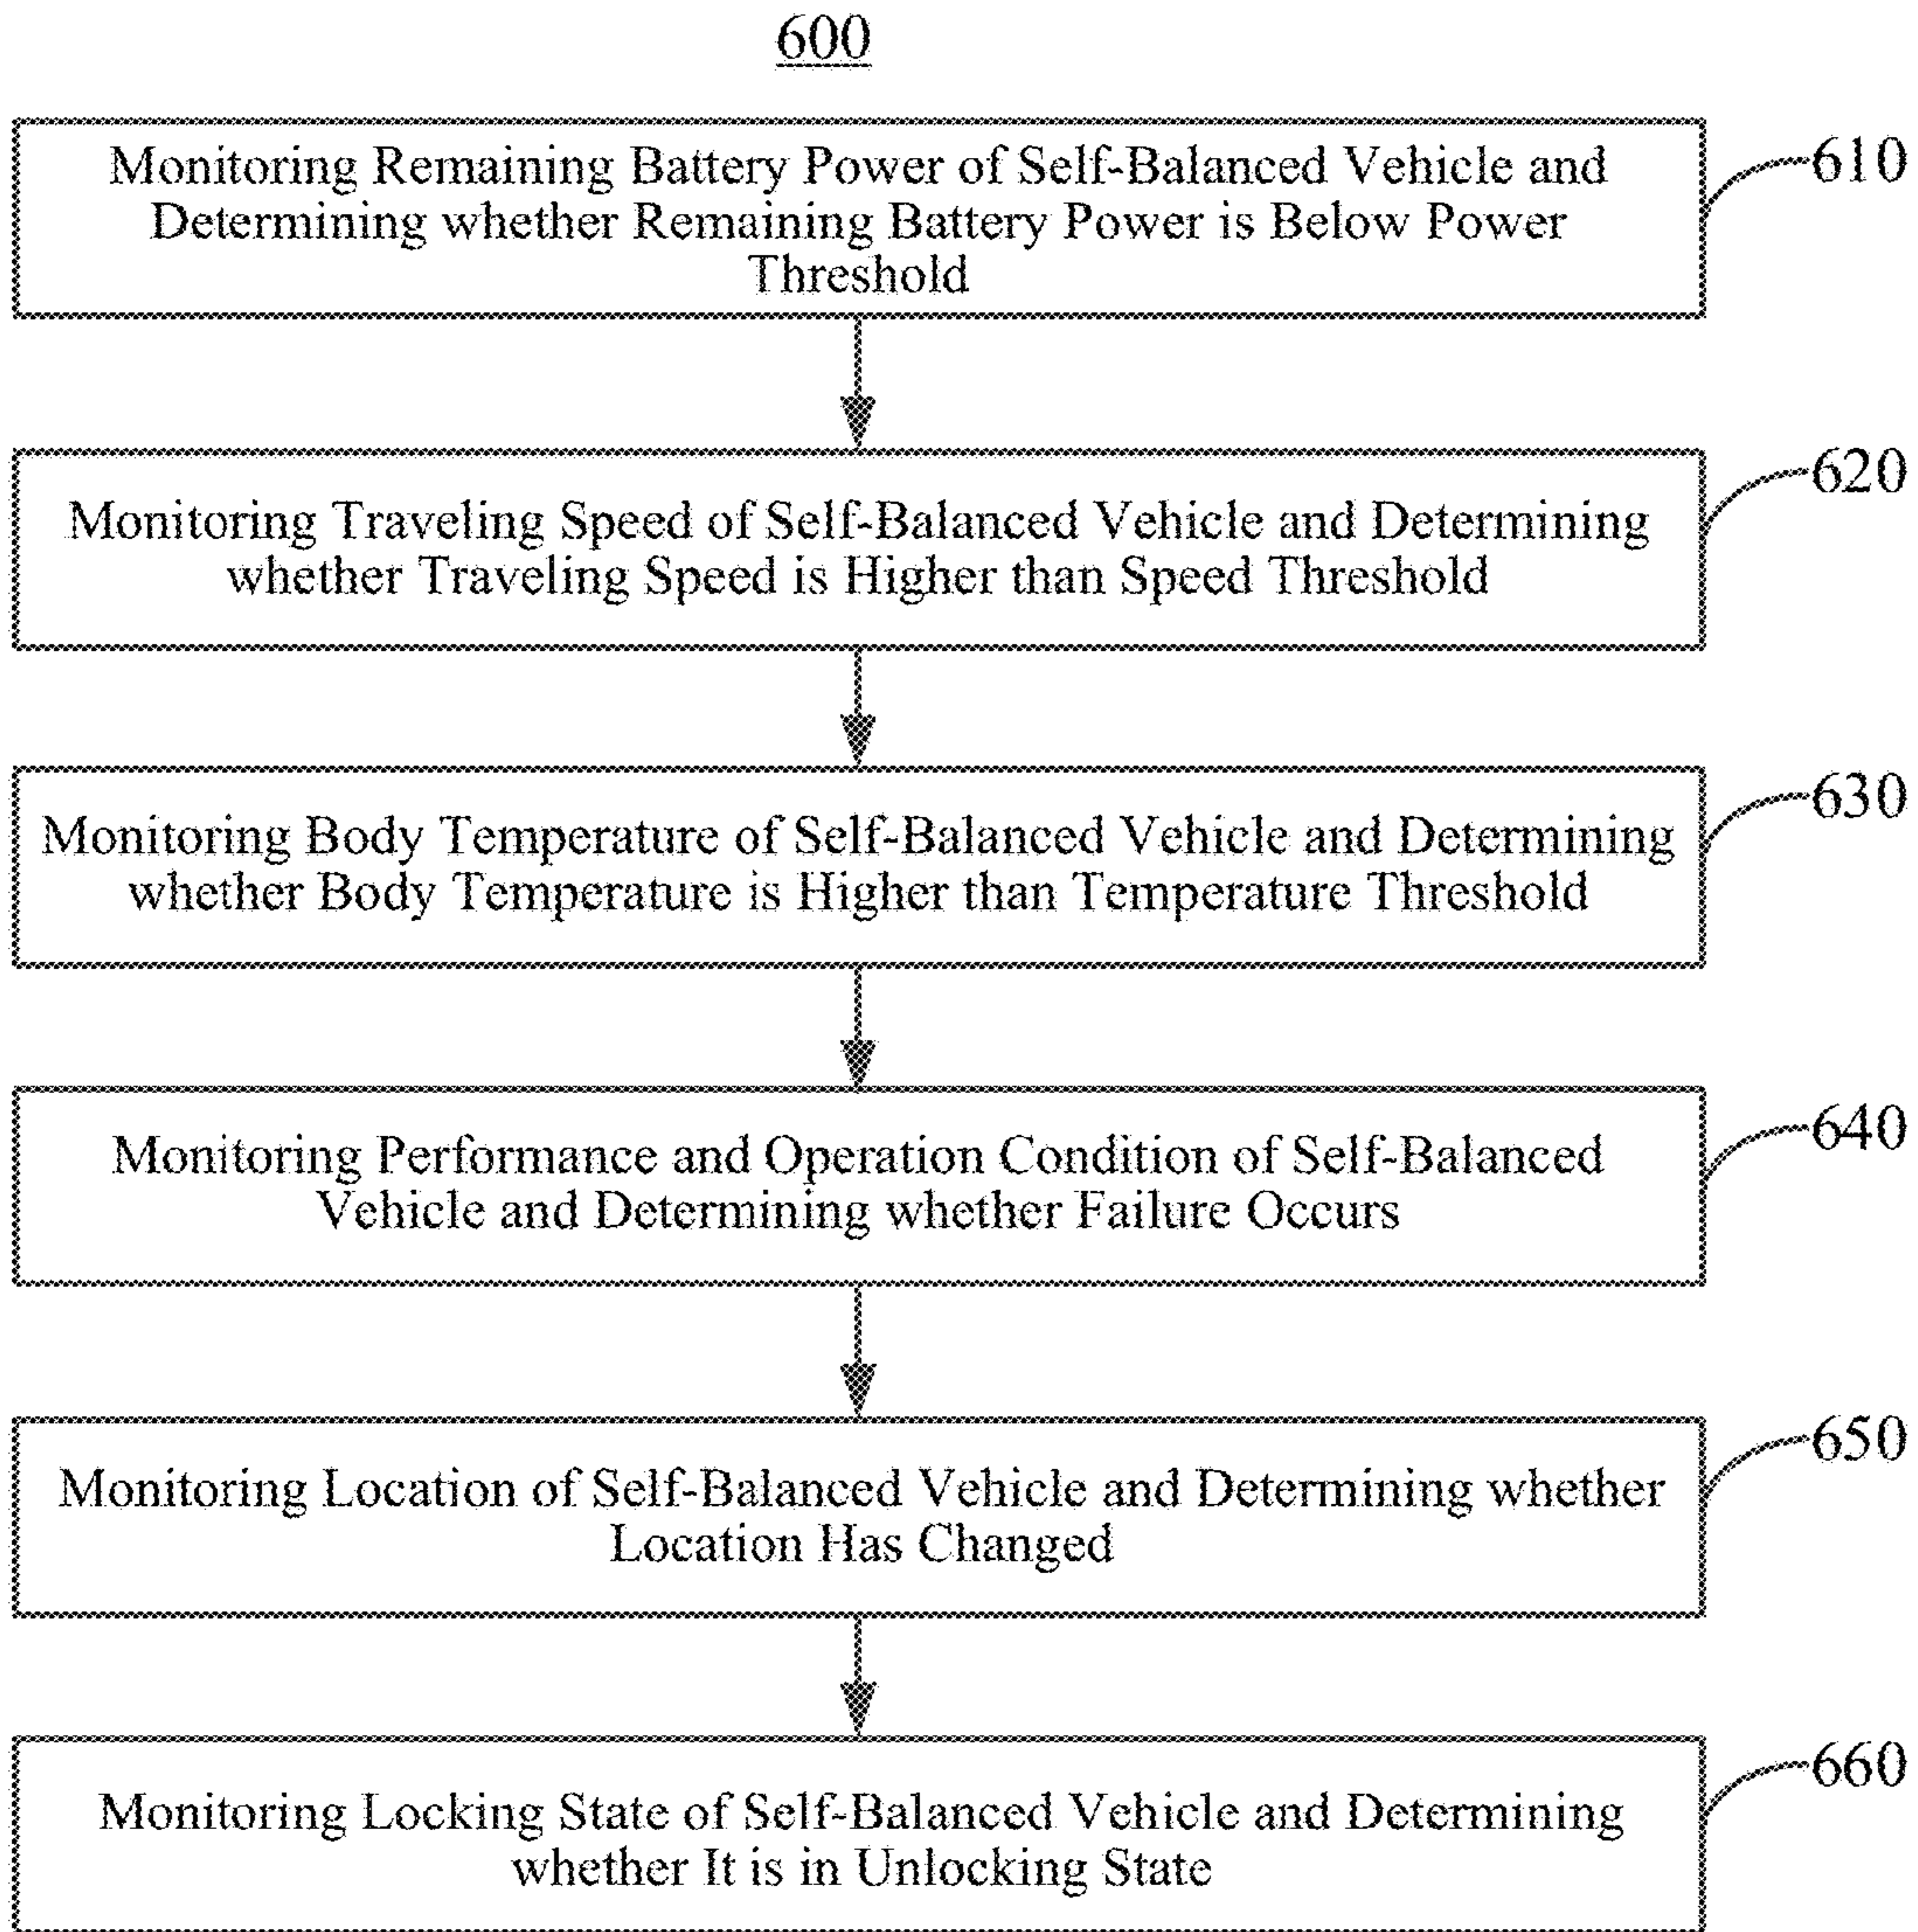 600
Monitoring Remaining Battery Power of Self-Balanced Vehicle and
Determining whether Remaining Battery Power is Below Power
Threshold
610
Monitoring Traveling Speed of Self-Balanced Vehicle and Determining
whether Traveling Speed is Higher than Speed Threshold
620
Monitoring Body Temperature of Self-Balanced Vehicle and Determining
whether Body Temperature is Higher than Temperature Threshold
630
Monitoring Performance and Operation Condition of Self-Balanced
Vehicle and Determining whether Failure Occurs
640
Monitoring Location of Self-Balanced Vehicle and Determining whether
Location Has Changed
650
Monitoring Locking State of Self-Balanced Vehicle and Determining
whether It is in Unlocking State
660